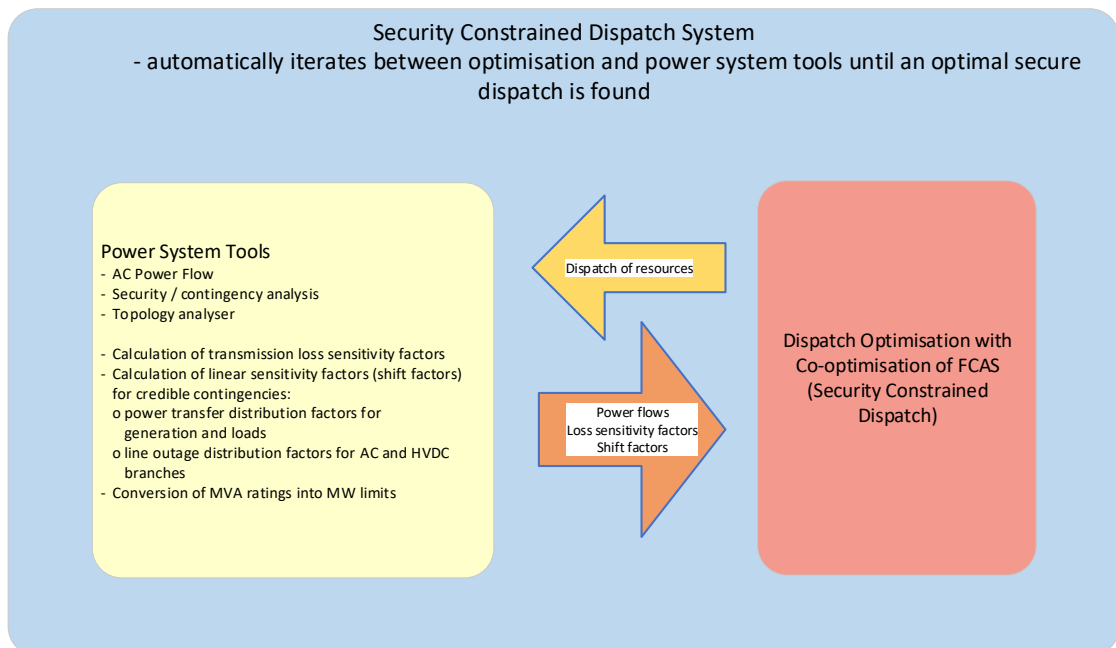 Security Constrained Dispatch System
- automatically iterates between optimisation and power system tools until an optimal secure
dispatch is found
Power System Tools
- AC Power Flow
- Security / contingency analysis
- Topology analyser
- Calculation of transmission loss sensitivity factors
- Calculation of linear sensitivity factors (shift factors)
for credible contingencies:
o power transfer distribution factors for
generation and loads
o line outage distribution factors for AC and HVDC
branches
- Conversion of MVA ratings into MW limits
Dispatch of resources
Power flows
Loss sensitivity factors
Shift factors
Dispatch Optimisation with
Co-optimisation of FCAS
(Security Constrained
Dispatch)